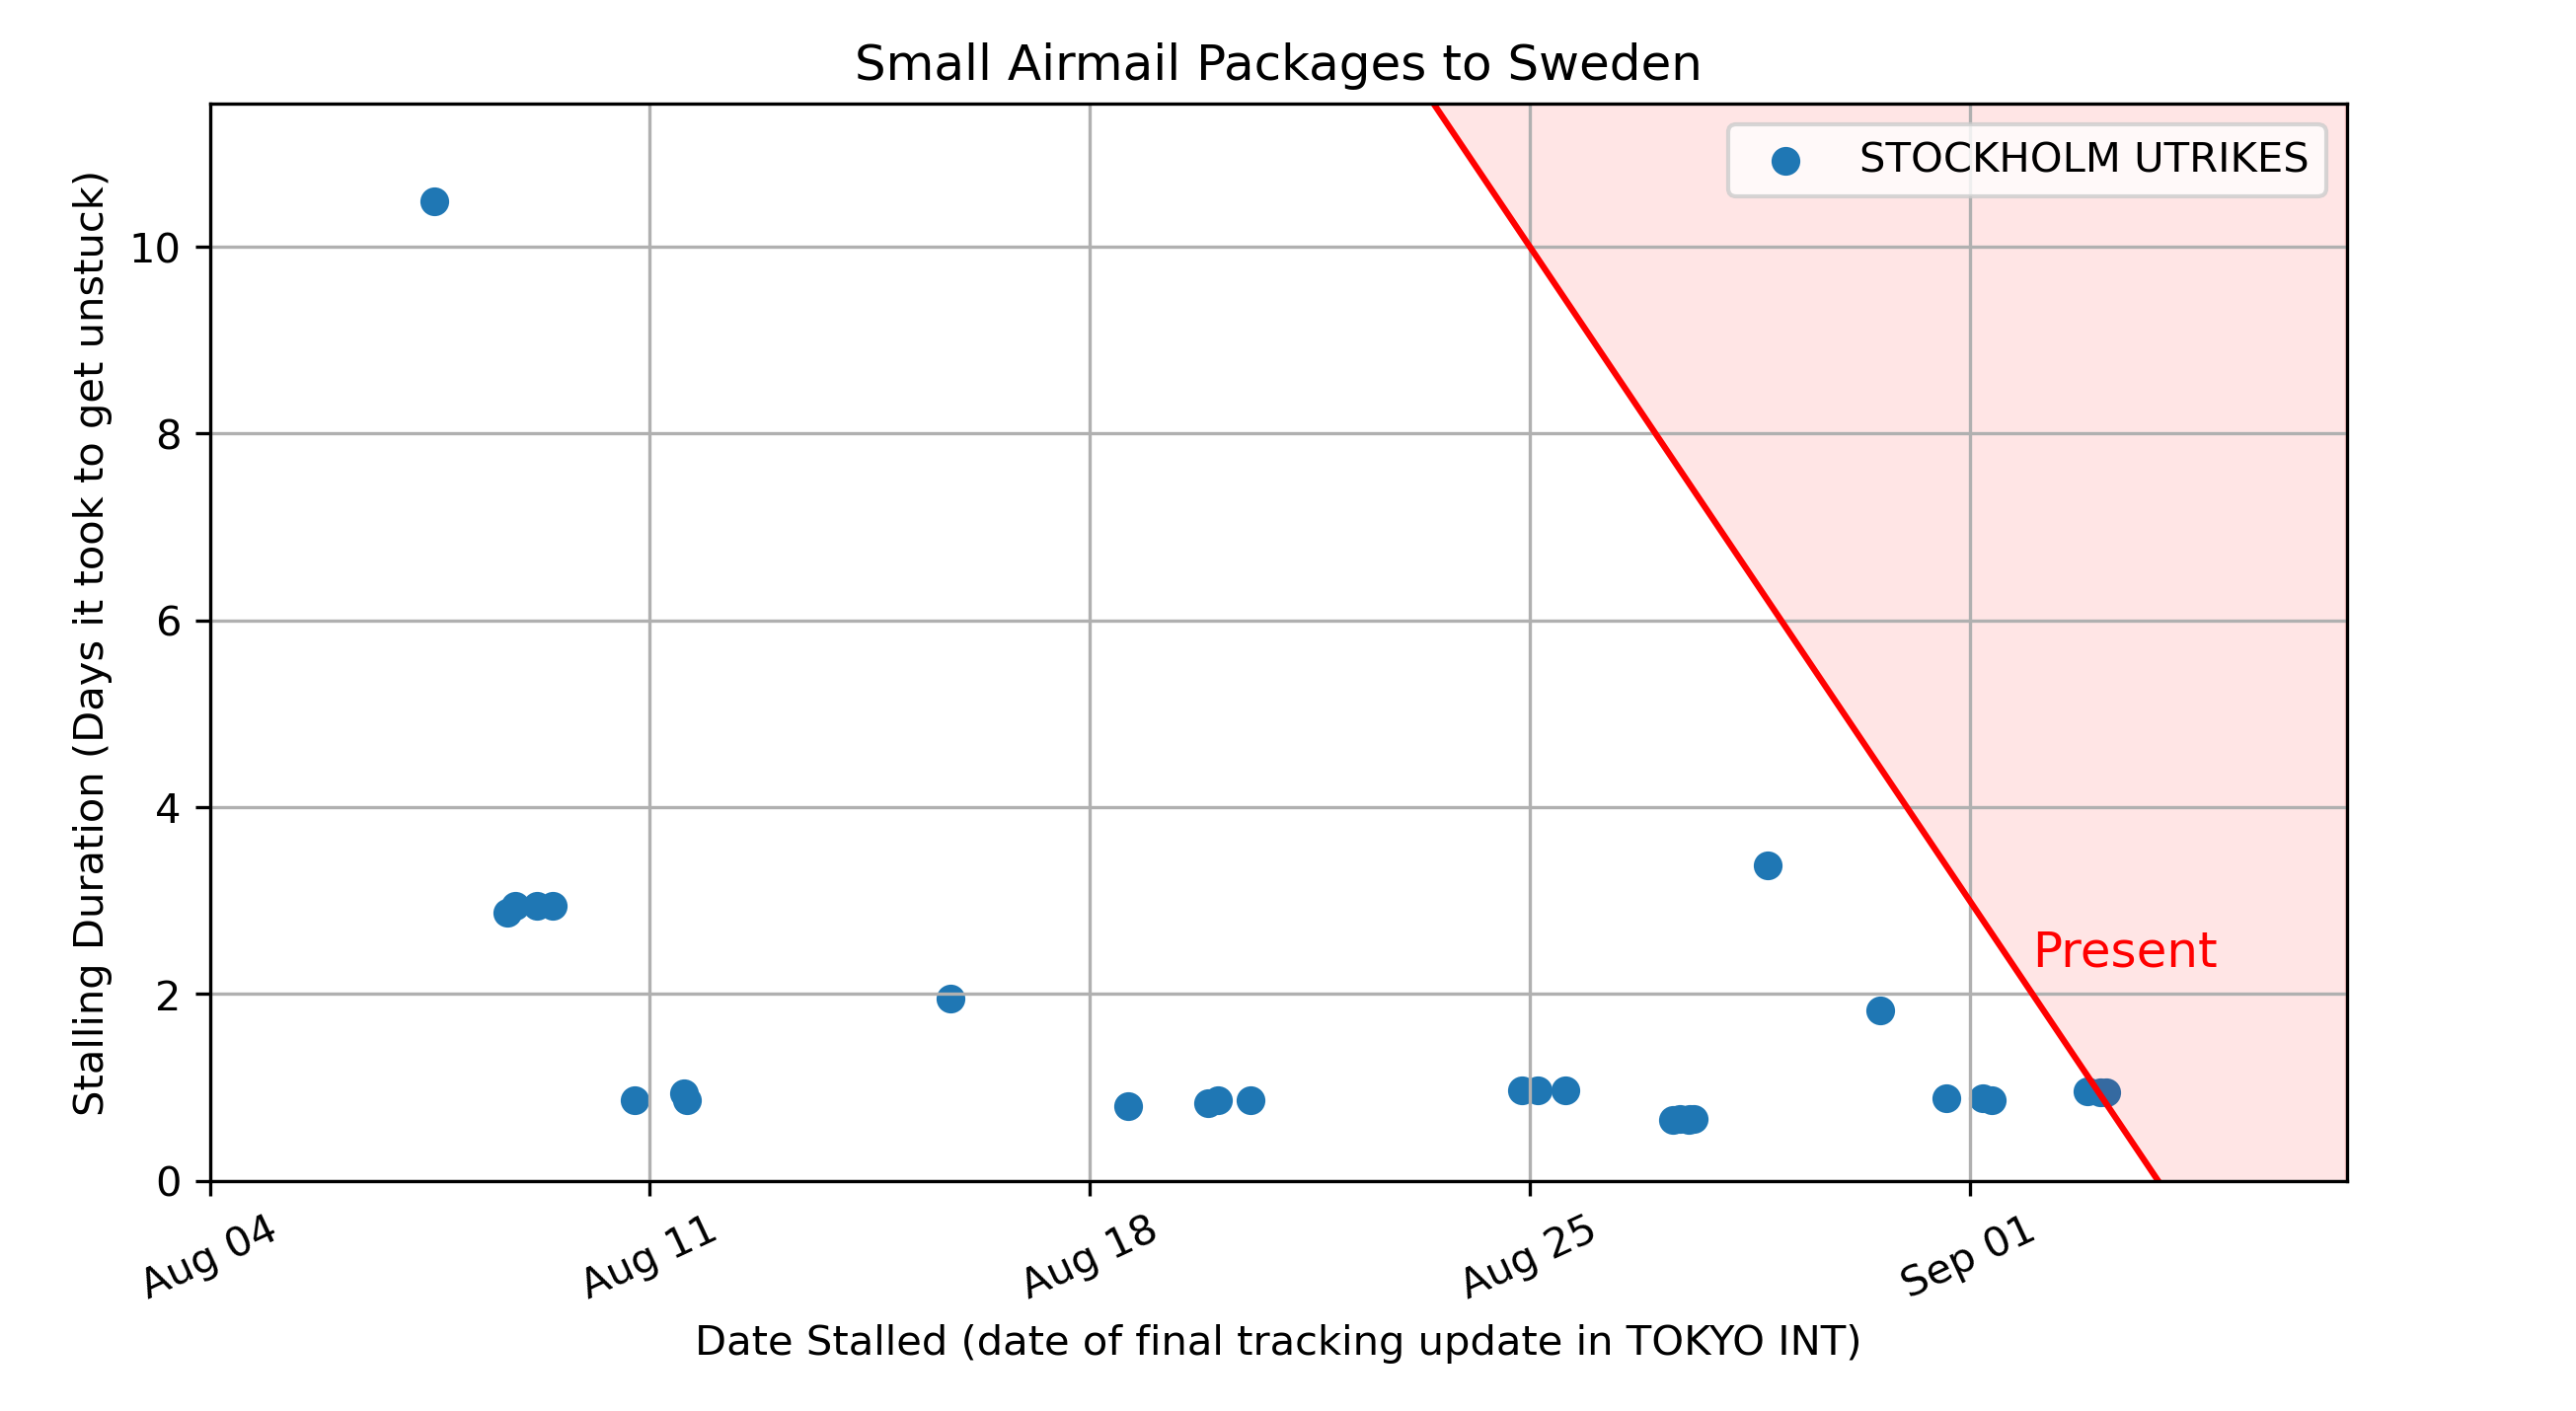 Small Airmail Packages to Sweden
STOCKHOLM UTRIKES
Stalling Duration (Days it took to get unstuck)
10
8
6
4
2
0
Present
Aug 04
Aug 11
Aug 18
Aug 25
Sep 01
Date Stalled (date of final tracking update in TOKYO INT)